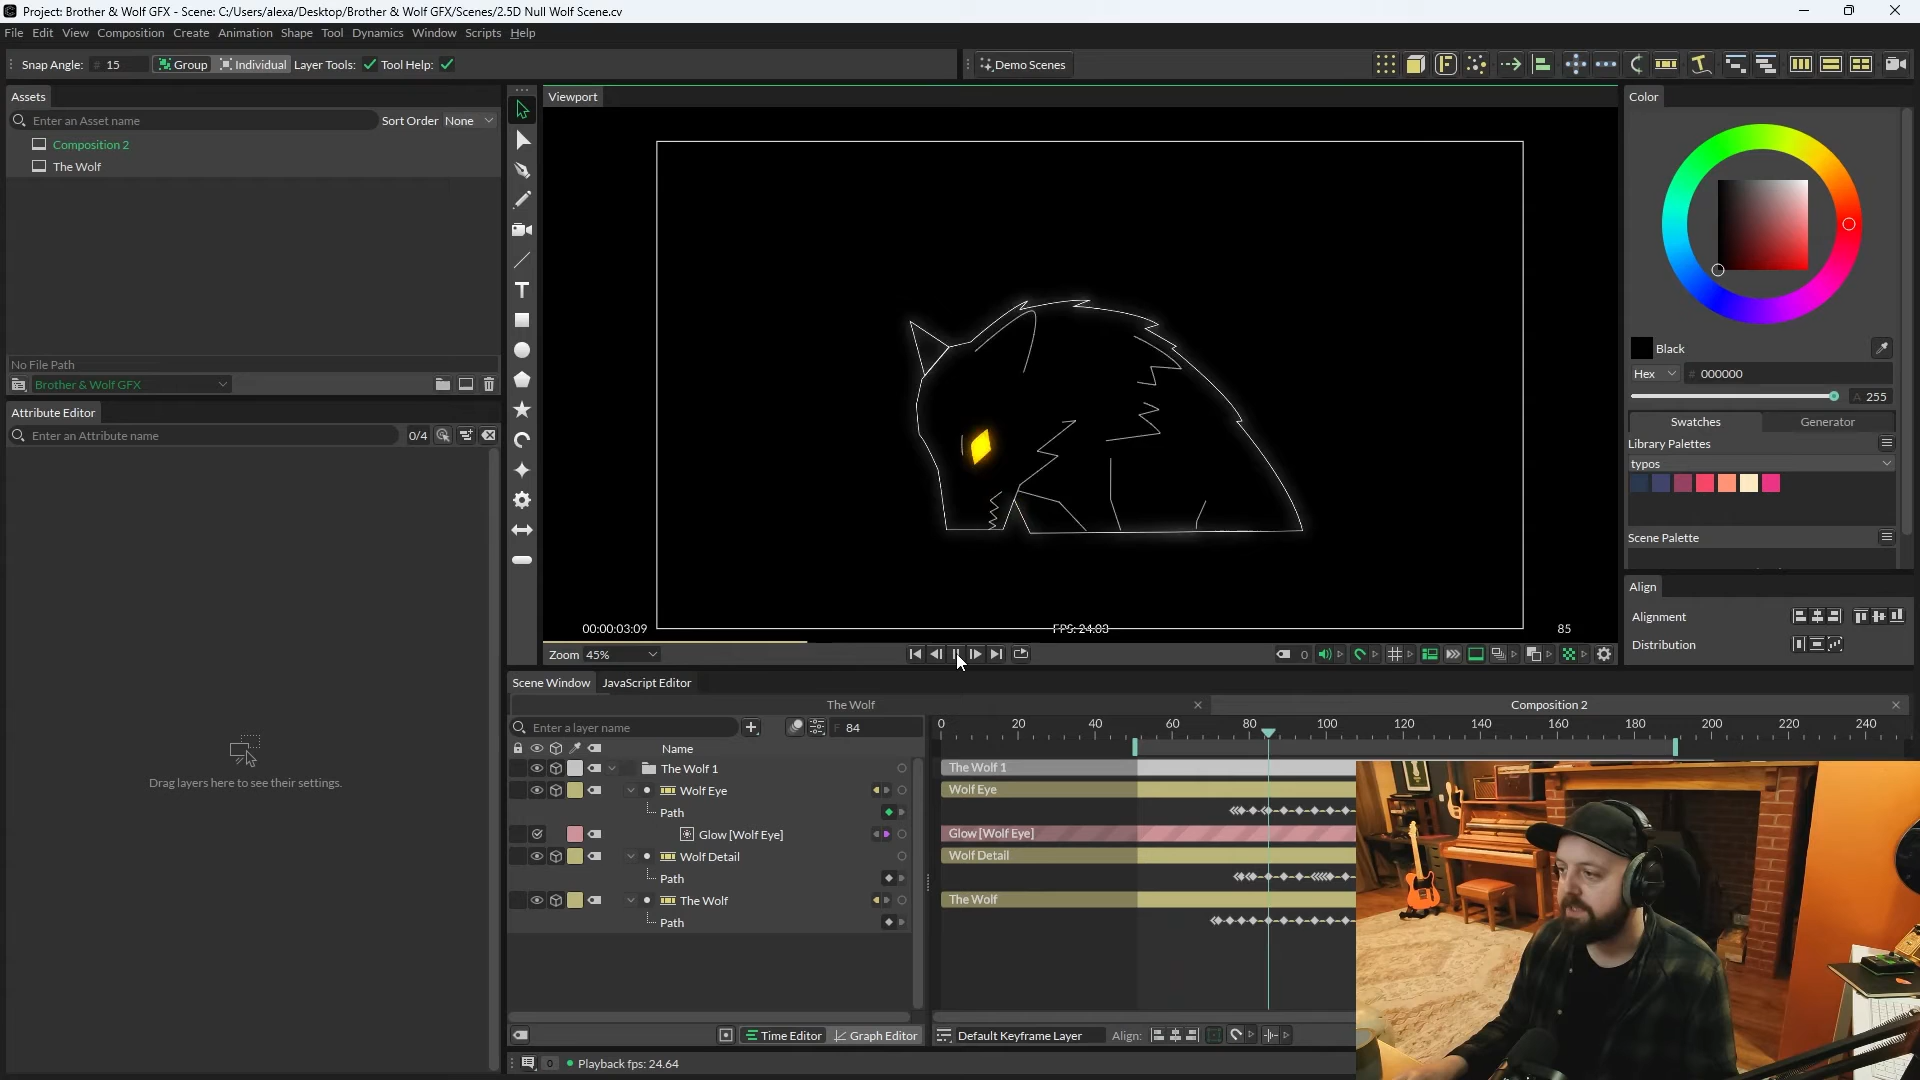 Project: Brother & Wolf GFX - Scene: C:/Users/alexa/Desktop/Brother & Wolf GFX/Scenes/2.5D Null Wolf Scene.cv
File Edit View Composition Create Animation Shape Tool Dynamics Window Scripts Help
Snap Angle: 15 Group Individual Layer Tools: Tool Help: Demo Scenes
Assets
Enter an Asset name Sort Order None
Composition 2
The Wolf
No File Path
Brother & Wolf GFX
Attribute Editor
Enter an Attribute name 0/4
Drag layers here to see their settings.
Viewport
00:00:03:09 FPS: 24.03 85
Zoom 45% 0
Color
Black
Hex # 000000
A 255
Swatches Generator
Library Palettes
typos
Scene Palette
Align
Alignment
Distribution
Scene Window JavaScript Editor
The Wolf Composition 2
Enter a layer name F 84
0 20 40 60 80 100 120 140 160 180 200 220 240
Name
The Wolf 1 The Wolf 1
Wolf Eye Wolf Eye
Path
Glow [Wolf Eye] Glow [Wolf Eye]
Wolf Detail Wolf Detail
Path
The Wolf The Wolf
Path
Time Editor Graph Editor Default Keyframe Layer Align:
0 Playback fps: 24.64